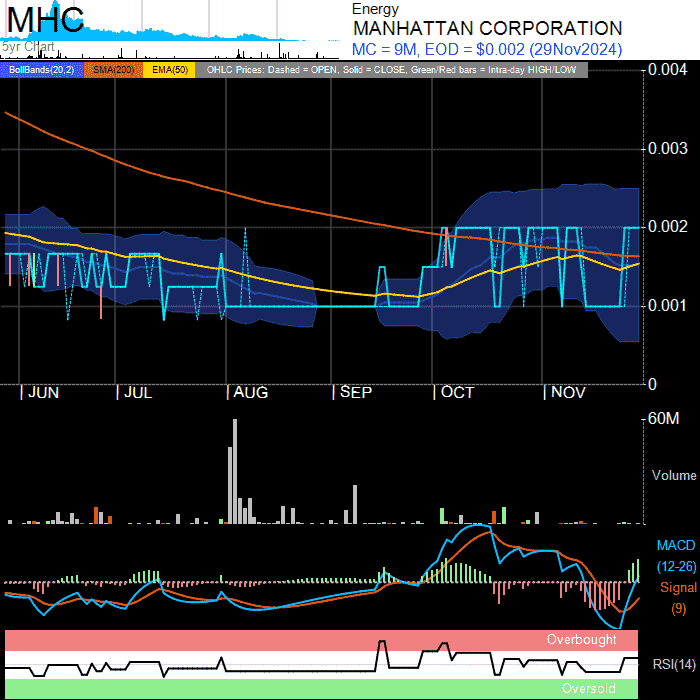 MHC
5yr Chart
Energy
MANHATTAN CORPORATION
MC = 9M, EOD = $0.002 (29Nov2024)
BollBands(20,2) SMA(200) EMA(50) OHLC Prices: Dashed = OPEN, Solid = CLOSE, Green/Red bars = Intra-day HIGH/LOW
0.004
0.003
0.002
0.001
0
| JUN | JUL | AUG | SEP | OCT | NOV
60M
Volume
MACD
(12-26)
Signal
(9)
Overbought
RSI(14)
Oversold